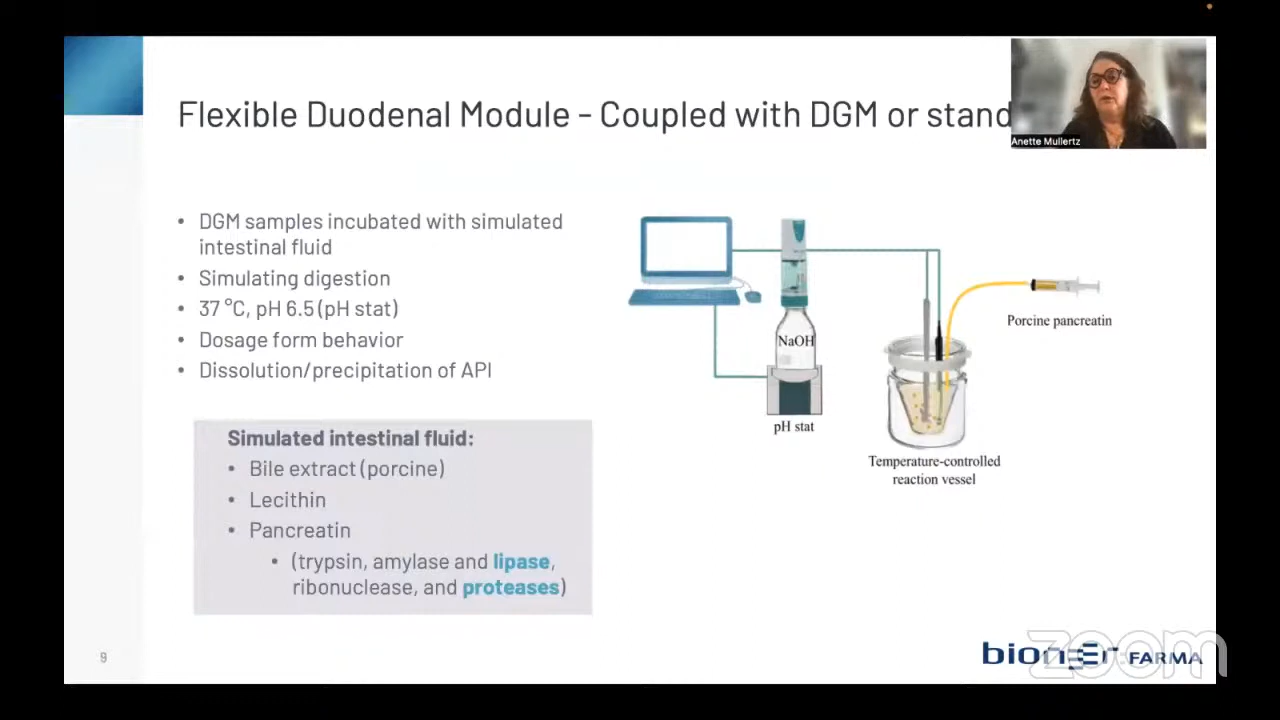 Flexible Duodenal Module - Coupled with DGM or stand
Anette Mullertz
• DGM samples incubated with simulated
intestinal fluid
• Simulating digestion
• 37 °C, pH 6.5 (pH stat)
• Dosage form behavior
• Dissolution/precipitation of API
Simulated intestinal fluid:
• Bile extract (porcine)
• Lecithin
• Pancreatin
• (trypsin, amylase and lipase,
ribonuclease, and proteases)
NaOH
pH stat
Porcine pancreatin
Temperature-controlled
reaction vessel
9
bioneer:FARMA
zoom